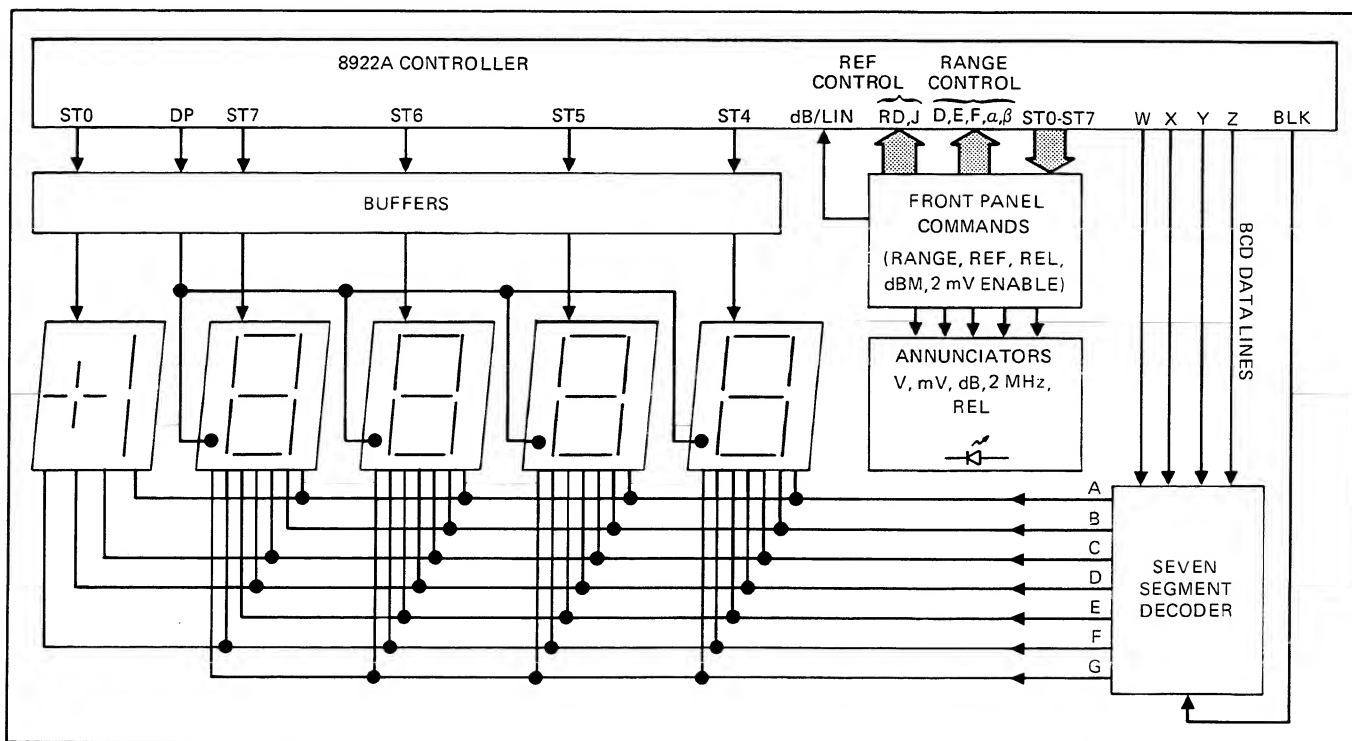 8922A CONTROLLER
REF
CONTROL
RANGE
CONTROL
ST0
DP
ST7
ST6
ST5
ST4
dB/LIN
RD,J
D,E,F,α,β
ST0-ST7
W
X
Y
Z
BLK
BUFFERS
FRONT PANEL
COMMANDS
(RANGE, REF, REL,
dBM, 2 mV ENABLE)
BCD DATA LINES
ANNUNCIATORS
V, mV, dB, 2 MHz,
REL
A
B
C
D
E
F
G
SEVEN
SEGMENT
DECODER